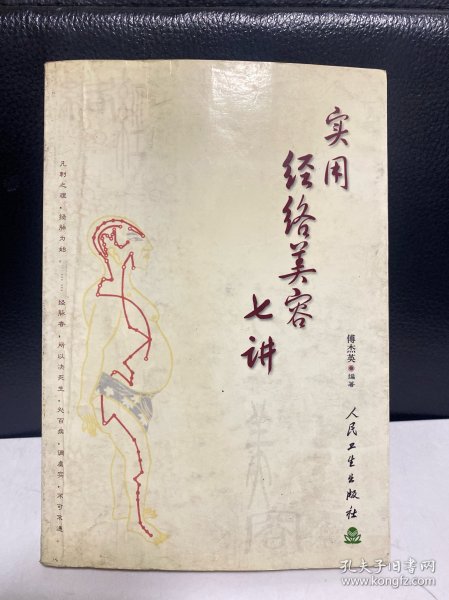 实用
经络美容
七讲
傅杰英 编著
人民卫生出版社
凡刺之理，经脉为始。……经脉者，所以决死生，处百病，调虚实，不可不通
孔夫子旧书网
kongfz.com